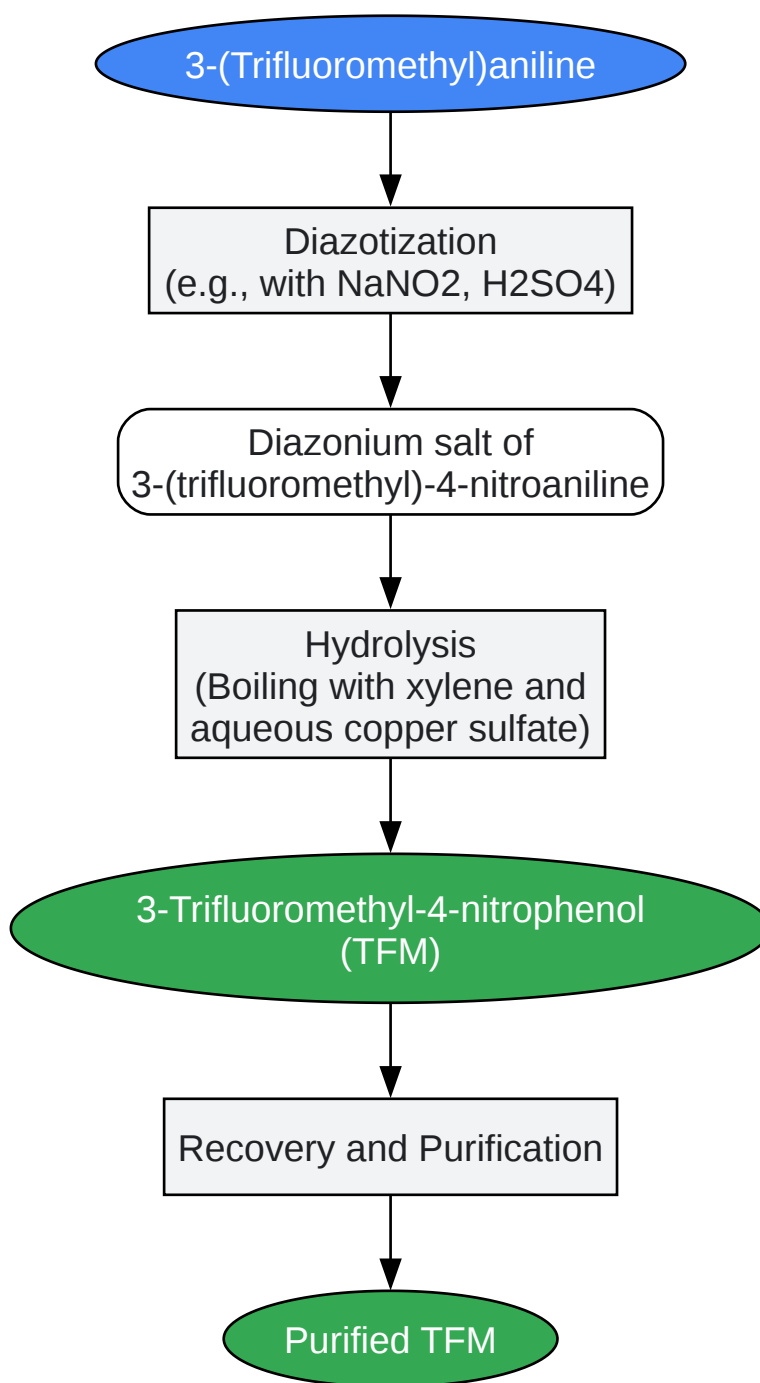 3-(Trifluoromethyl)aniline
Diazotization
(e.g., with NaNO2, H2SO4)
Diazonium salt of
3-(trifluoromethyl)-4-nitroaniline
Hydrolysis
(Boiling with xylene and
aqueous copper sulfate)
3-Trifluoromethyl-4-nitrophenol
(TFM)
Recovery and Purification
Purified TFM